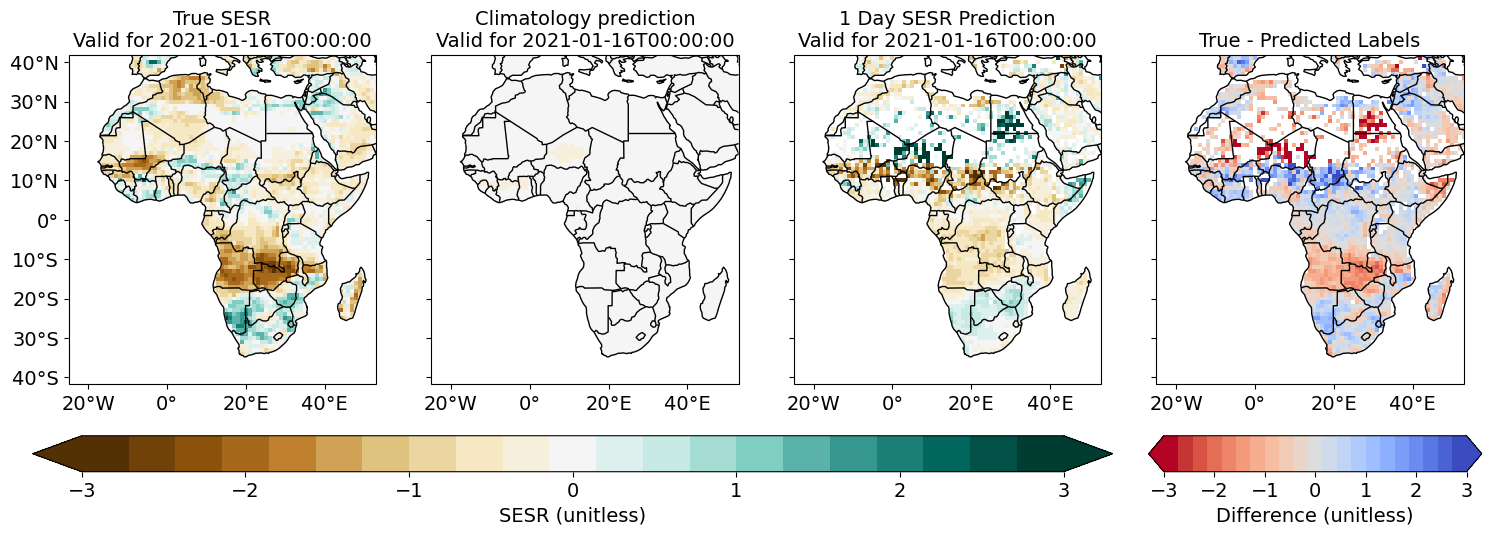 True SESR
Valid for 2021-01-16T00:00:00
Climatology prediction
Valid for 2021-01-16T00:00:00
1 Day SESR Prediction
Valid for 2021-01-16T00:00:00
True - Predicted Labels
40°N
30°N
20°N
10°N
0°
10°S
20°S
30°S
40°S
20°W 0° 20°E 40°E
20°W 0° 20°E 40°E
20°W 0° 20°E 40°E
20°W 0° 20°E 40°E
−3 −2 −1 0 1 2 3
SESR (unitless)
−3 −2 −1 0 1 2 3
Difference (unitless)